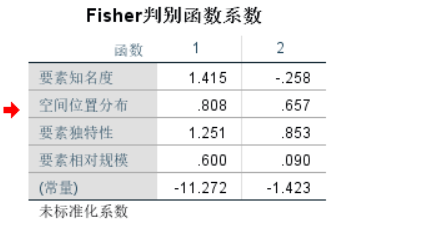 Fisher判别函数系数
函数 1 2
要素知名度 1.415 -.258
空间位置分布 .808 .657
要素独特性 1.251 .853
要素相对规模 .600 .090
(常量) -11.272 -1.423
未标准化系数